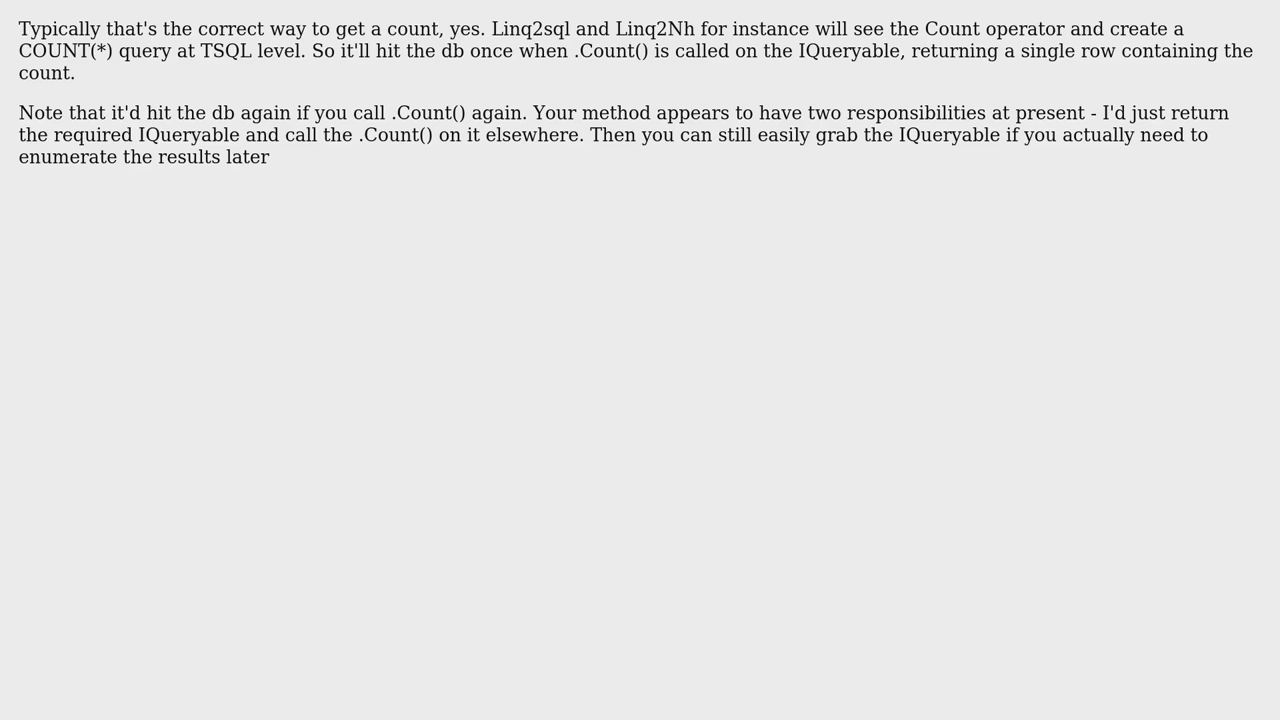 Typically that's the correct way to get a count, yes. Linq2sql and Linq2Nh for instance will see the Count operator and create a
COUNT(*) query at TSQL level. So it'll hit the db once when .Count() is called on the IQueryable, returning a single row containing the
count.
Note that it'd hit the db again if you call .Count() again. Your method appears to have two responsibilities at present - I'd just return
the required IQueryable and call the .Count() on it elsewhere. Then you can still easily grab the IQueryable if you actually need to
enumerate the results later